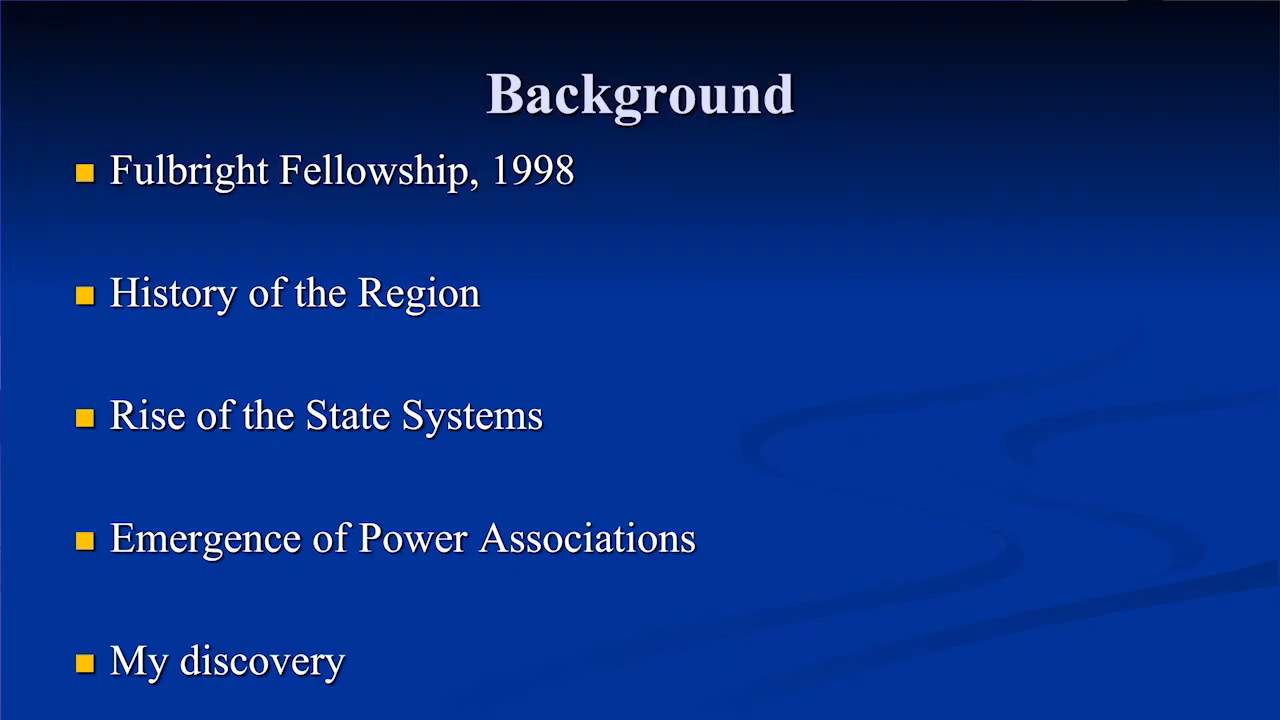 Background
Fulbright Fellowship, 1998
History of the Region
Rise of the State Systems
Emergence of Power Associations
My discovery